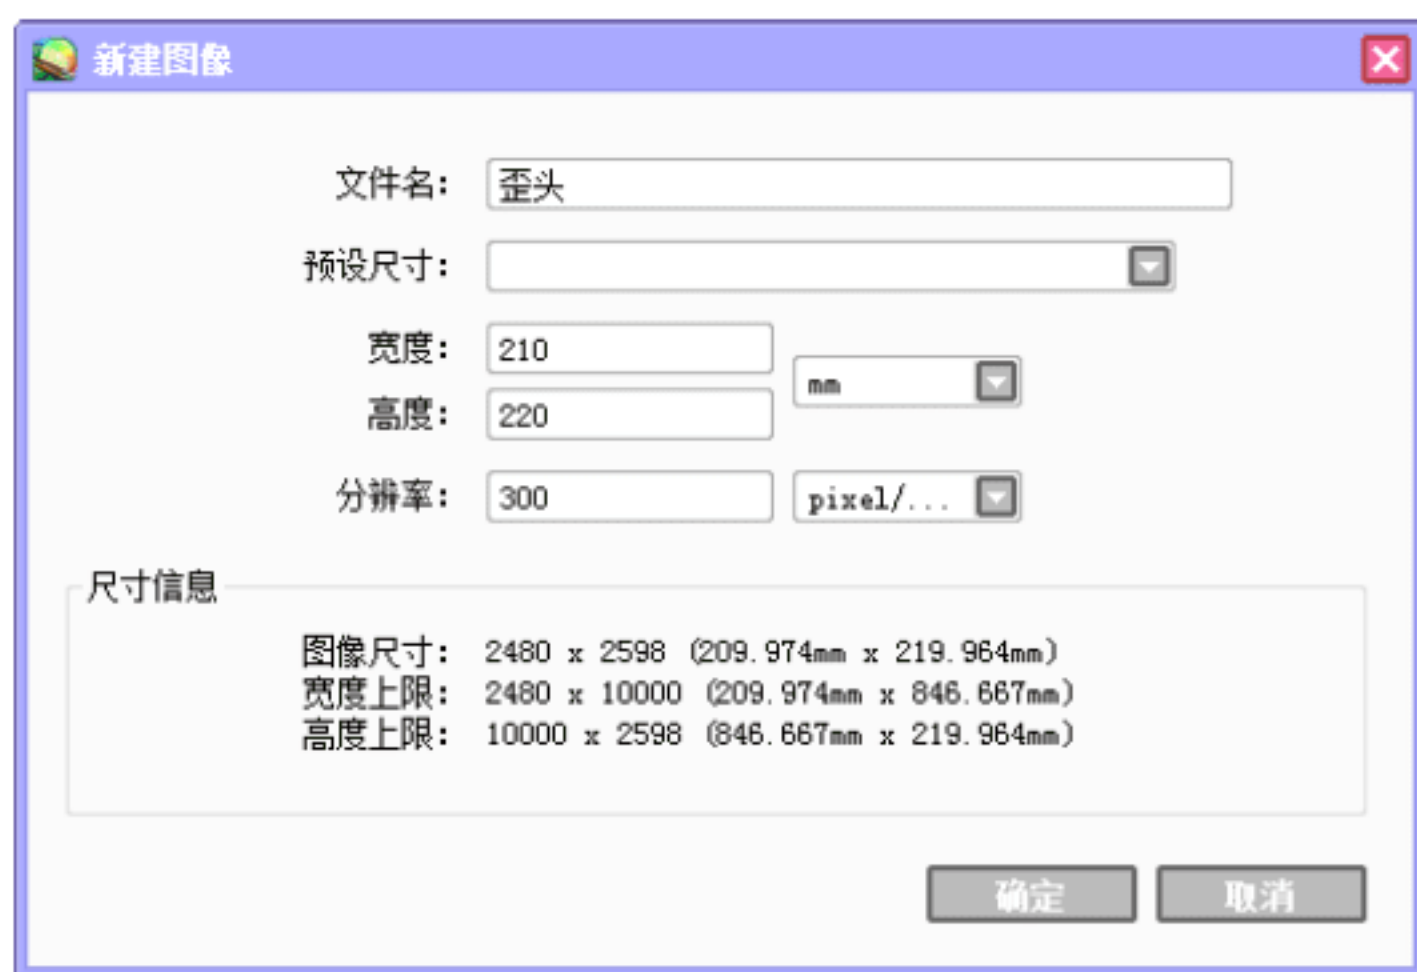 新建图像
文件名： 歪头
预设尺寸：
宽度： 210
mm
高度： 220
分辨率： 300 pixel/...
尺寸信息
图像尺寸： 2480 x 2598 (209.974mm x 219.964mm)
宽度上限： 2480 x 10000 (209.974mm x 846.667mm)
高度上限： 10000 x 2598 (846.667mm x 219.964mm)
确定 取消